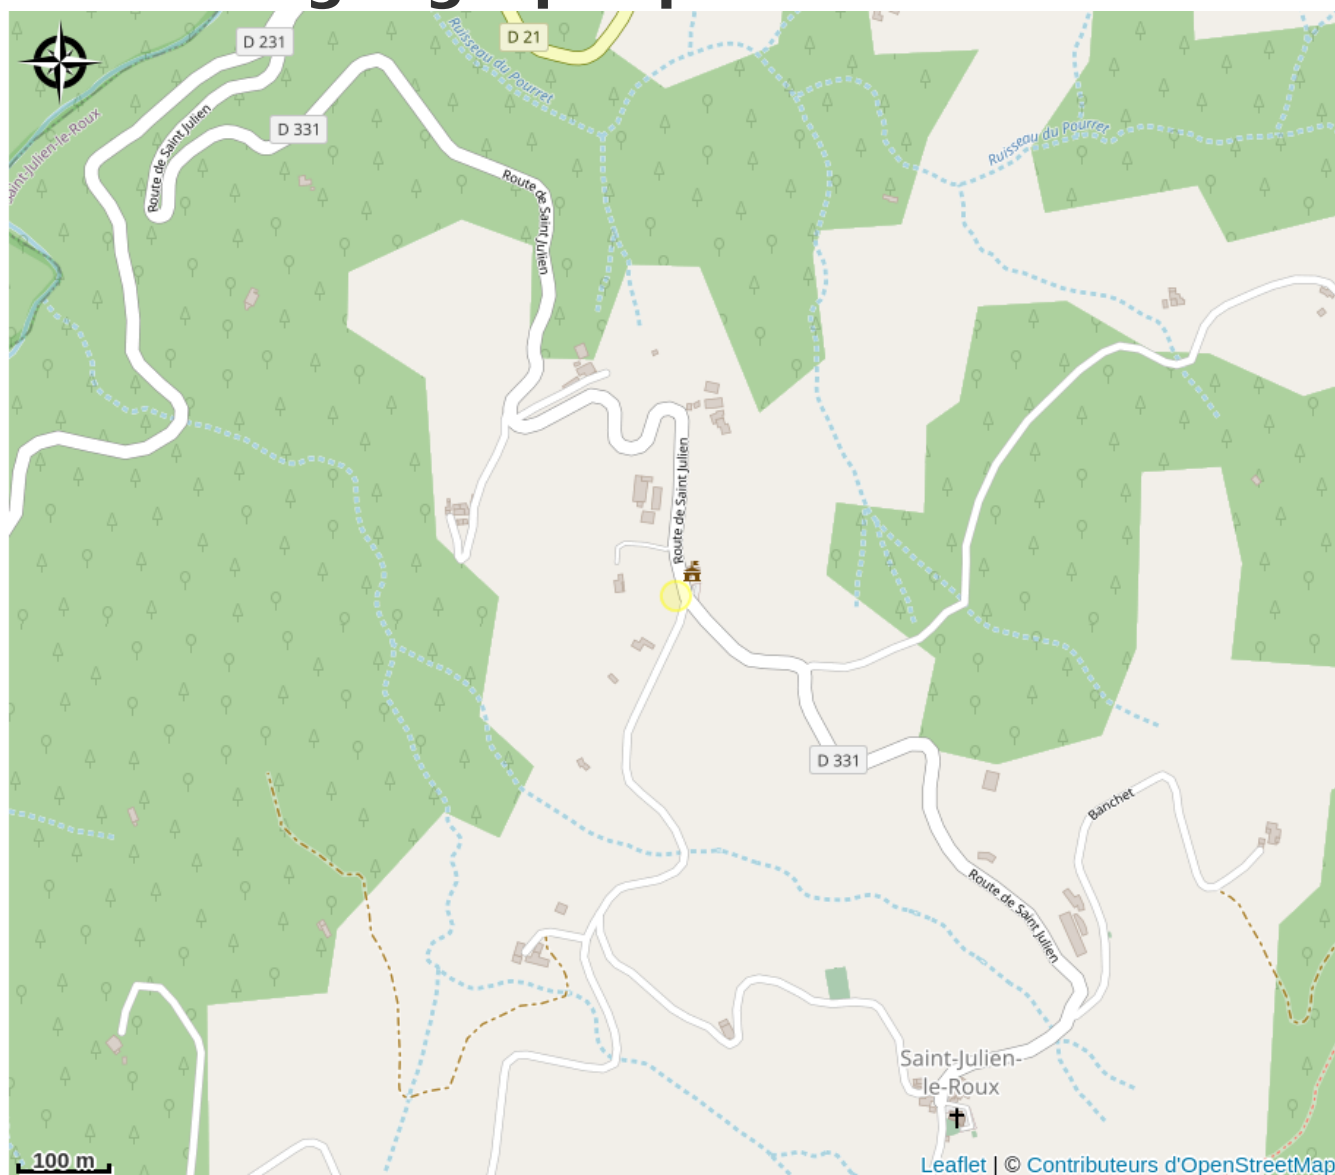 D 231
D 21
Ruisseau du Pourret
Saint-Julien-le-Roux
Route de Saint Julien
D 331
Ruisseau du Pourret
Route de Saint Julien
Route de Saint Julien
D 331
Banchet
Route de Saint Julien
Saint-Julien-
le-Roux
100 m
Leaflet | © Contributeurs d'OpenStreetMap